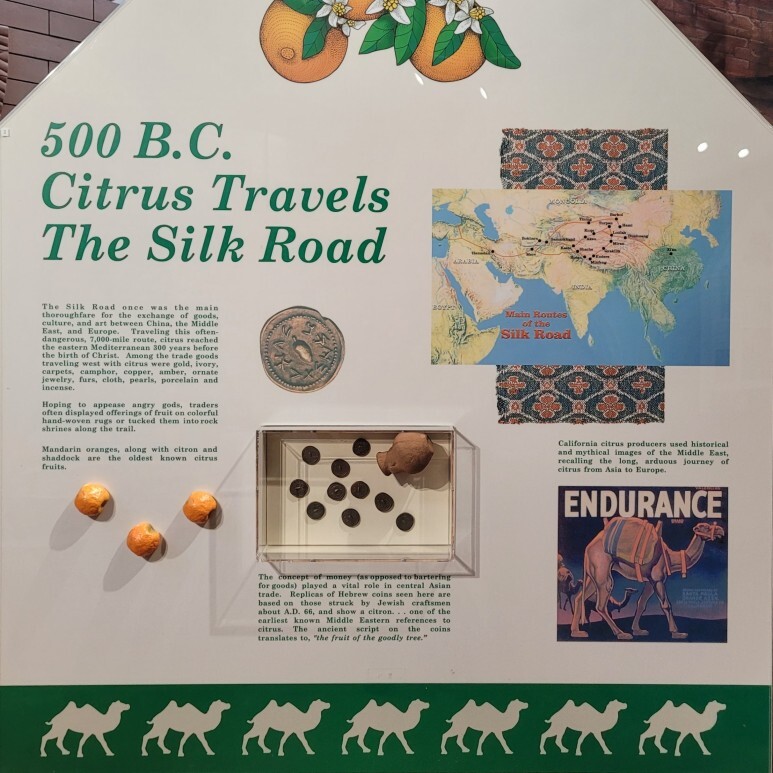 500 B.C.
Citrus Travels
The Silk Road
The Silk Road once was the main
thoroughfare for the exchange of goods,
culture, and art between China, the Middle
East, and Europe. Traveling this often-
dangerous, 7,000-mile route, citrus reached
the eastern Mediterranean 300 years before
the birth of Christ. Among the trade goods
traveling west with citrus were gold, ivory,
carpets, camphor, copper, amber, ornate
jewelry, furs, cloth, pearls, porcelain and
incense.
Hoping to appease angry gods, traders
often displayed offerings of fruit on colorful
hand-woven rugs or tucked them into rock
shrines along the trail.
Mandarin oranges, along with citron and
shaddock are the oldest known citrus
fruits.
MONGOLIA
ARABIA
CHINA
INDIA
EGYPT
Main Routes
of the
Silk Road
The concept of money (as opposed to bartering
for goods) played a vital role in central Asian
trade. Replicas of Hebrew coins seen here are
based on those struck by Jewish craftsmen
about A.D. 66, and show a citron. . . one of the
earliest known Middle Eastern references to
citrus. The ancient script on the coins
translates to, "the fruit of the goodly tree."
California citrus producers used historical
and mythical images of the Middle East,
recalling the long, arduous journey of
citrus from Asia to Europe.
ENDURANCE